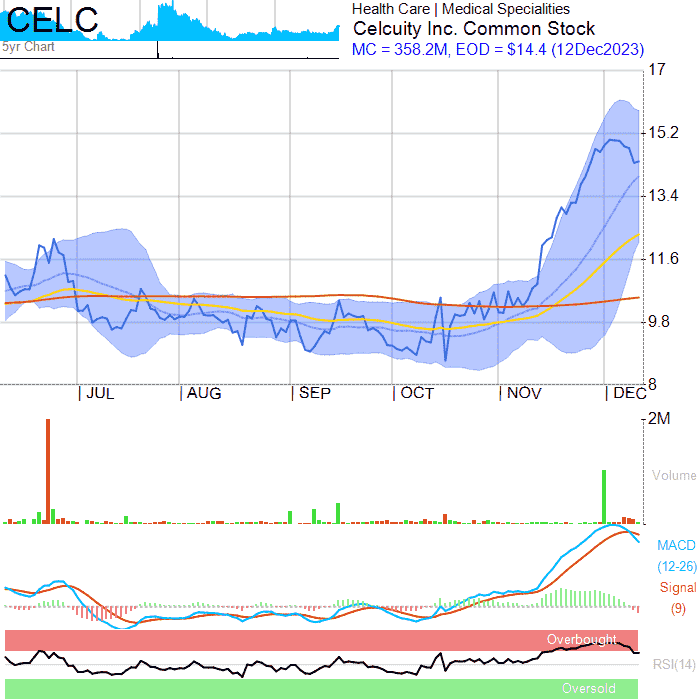 CELC
5yr Chart
Health Care | Medical Specialities
Celcuity Inc. Common Stock
MC = 358.2M, EOD = $14.4 (12Dec2023)
17
15.2
13.4
11.6
9.8
8
| JUL | AUG | SEP | OCT | NOV | DEC
2M
Volume
MACD
(12-26)
Signal
(9)
Overbought
RSI(14)
Oversold